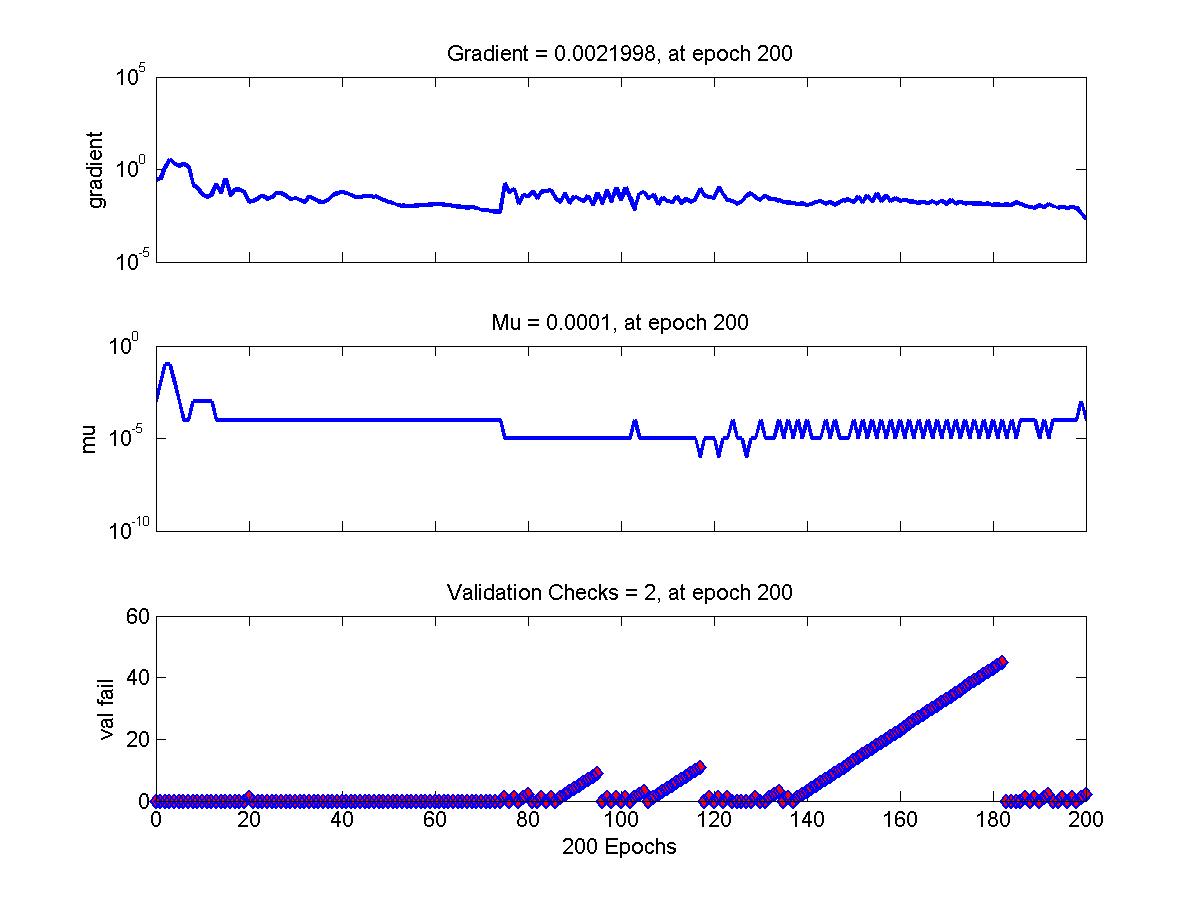 Gradient = 0.0021998, at epoch 200
10^5
10^0
10^-5
gradient
Mu = 0.0001, at epoch 200
10^0
10^-5
10^-10
mu
Validation Checks = 2, at epoch 200
60
40
20
0
val fail
0 20 40 60 80 100 120 140 160 180 200
200 Epochs